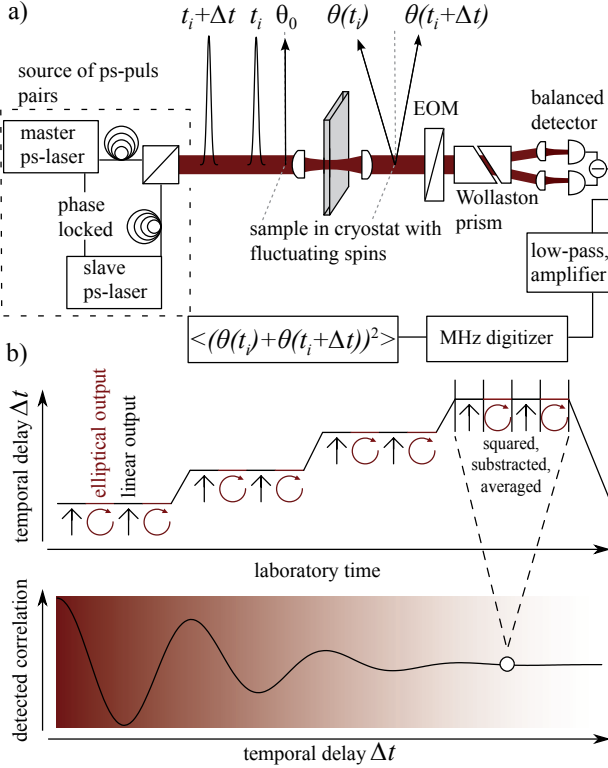 a)
t_i+Δt
t_i
θ_0
θ(t_i)
θ(t_i+Δt)
source of ps-puls
pairs
master
ps-laser
phase
locked
slave
ps-laser
EOM
balanced
detector
Wollaston
prism
sample in cryostat with
fluctuating spins
low-pass,
amplifier
MHz digitizer
<(θ(t_i)+θ(t_i+Δt))²>
b)
temporal delay Δt
elliptical output
linear output
squared,
substracted,
averaged
laboratory time
detected correlation
temporal delay Δt